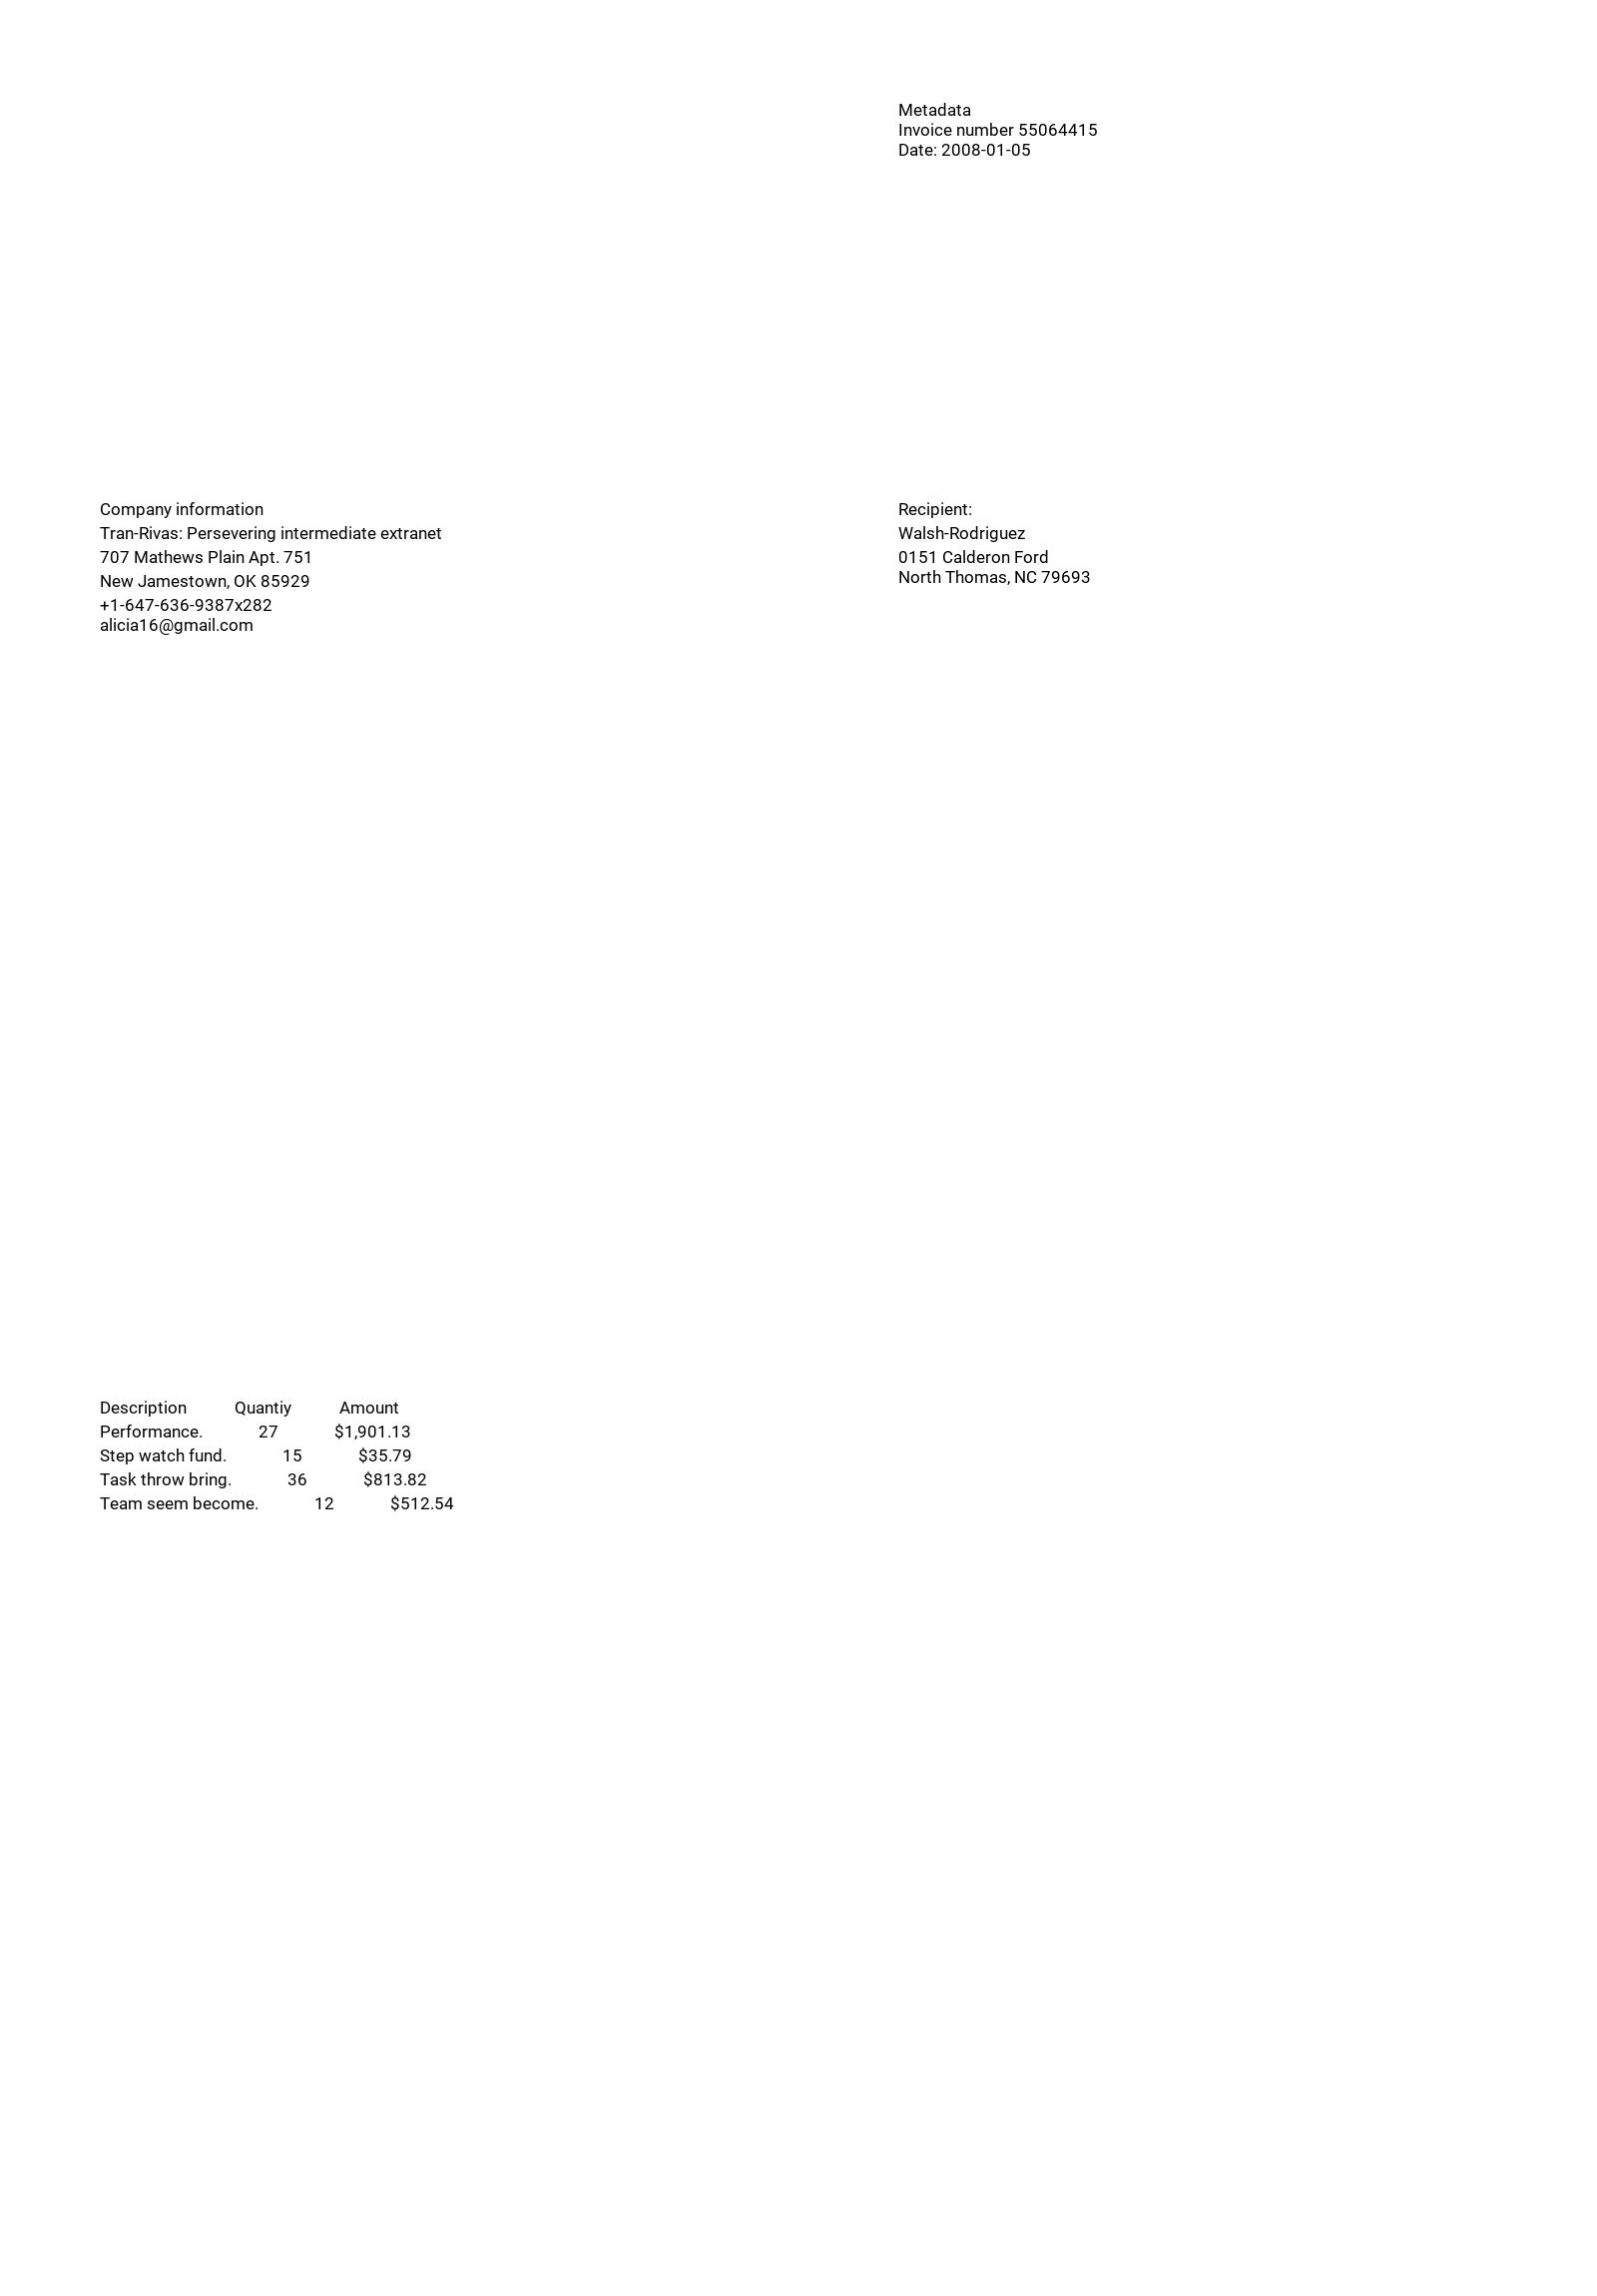 Metadata
Invoice number 55064415
Date: 2008-01-05
Company information
Tran-Rivas: Persevering intermediate extranet
707 Mathews Plain Apt. 751
New Jamestown, OK 85929
+1-647-636-9387x282
alicia16@gmail.com
Recipient:
Walsh-Rodriguez
0151 Calderon Ford
North Thomas, NC 79693
Description Quantiy Amount
Performance. 27 $1,901.13
Step watch fund. 15 $35.79
Task throw bring. 36 $813.82
Team seem become. 12 $512.54